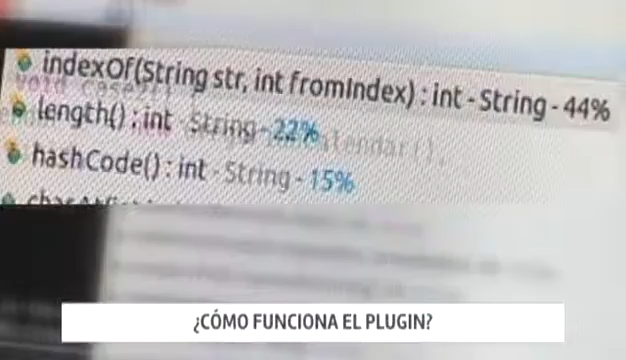 indexOf(String str, int fromIndex) : int - String - 44%
length() : int - String - 22%
hashCode() : int - String - 15%
¿CÓMO FUNCIONA EL PLUGIN?